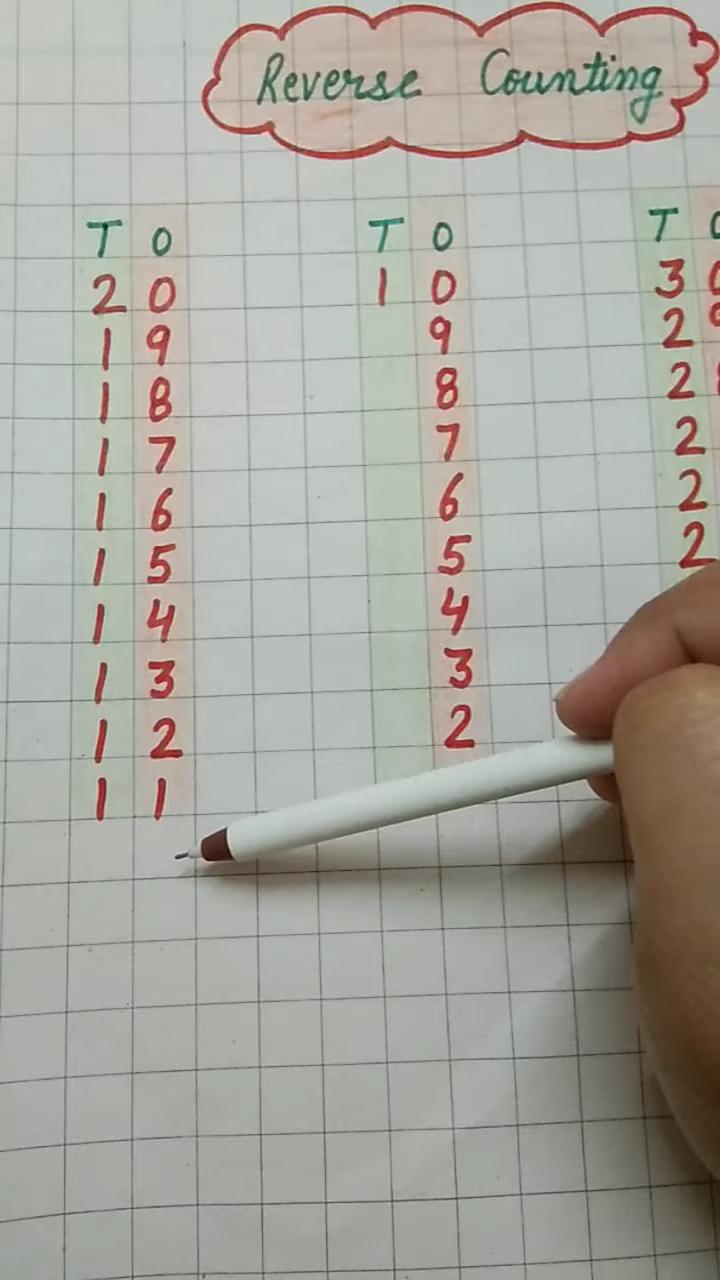 Reverse Counting
T O T O T
2 0 1 0 3
1 9 9 2
1 8 8 2
1 7 7 2
1 6 6 2
1 5 5 2
1 4 4
1 3 3
1 2 2
1 1